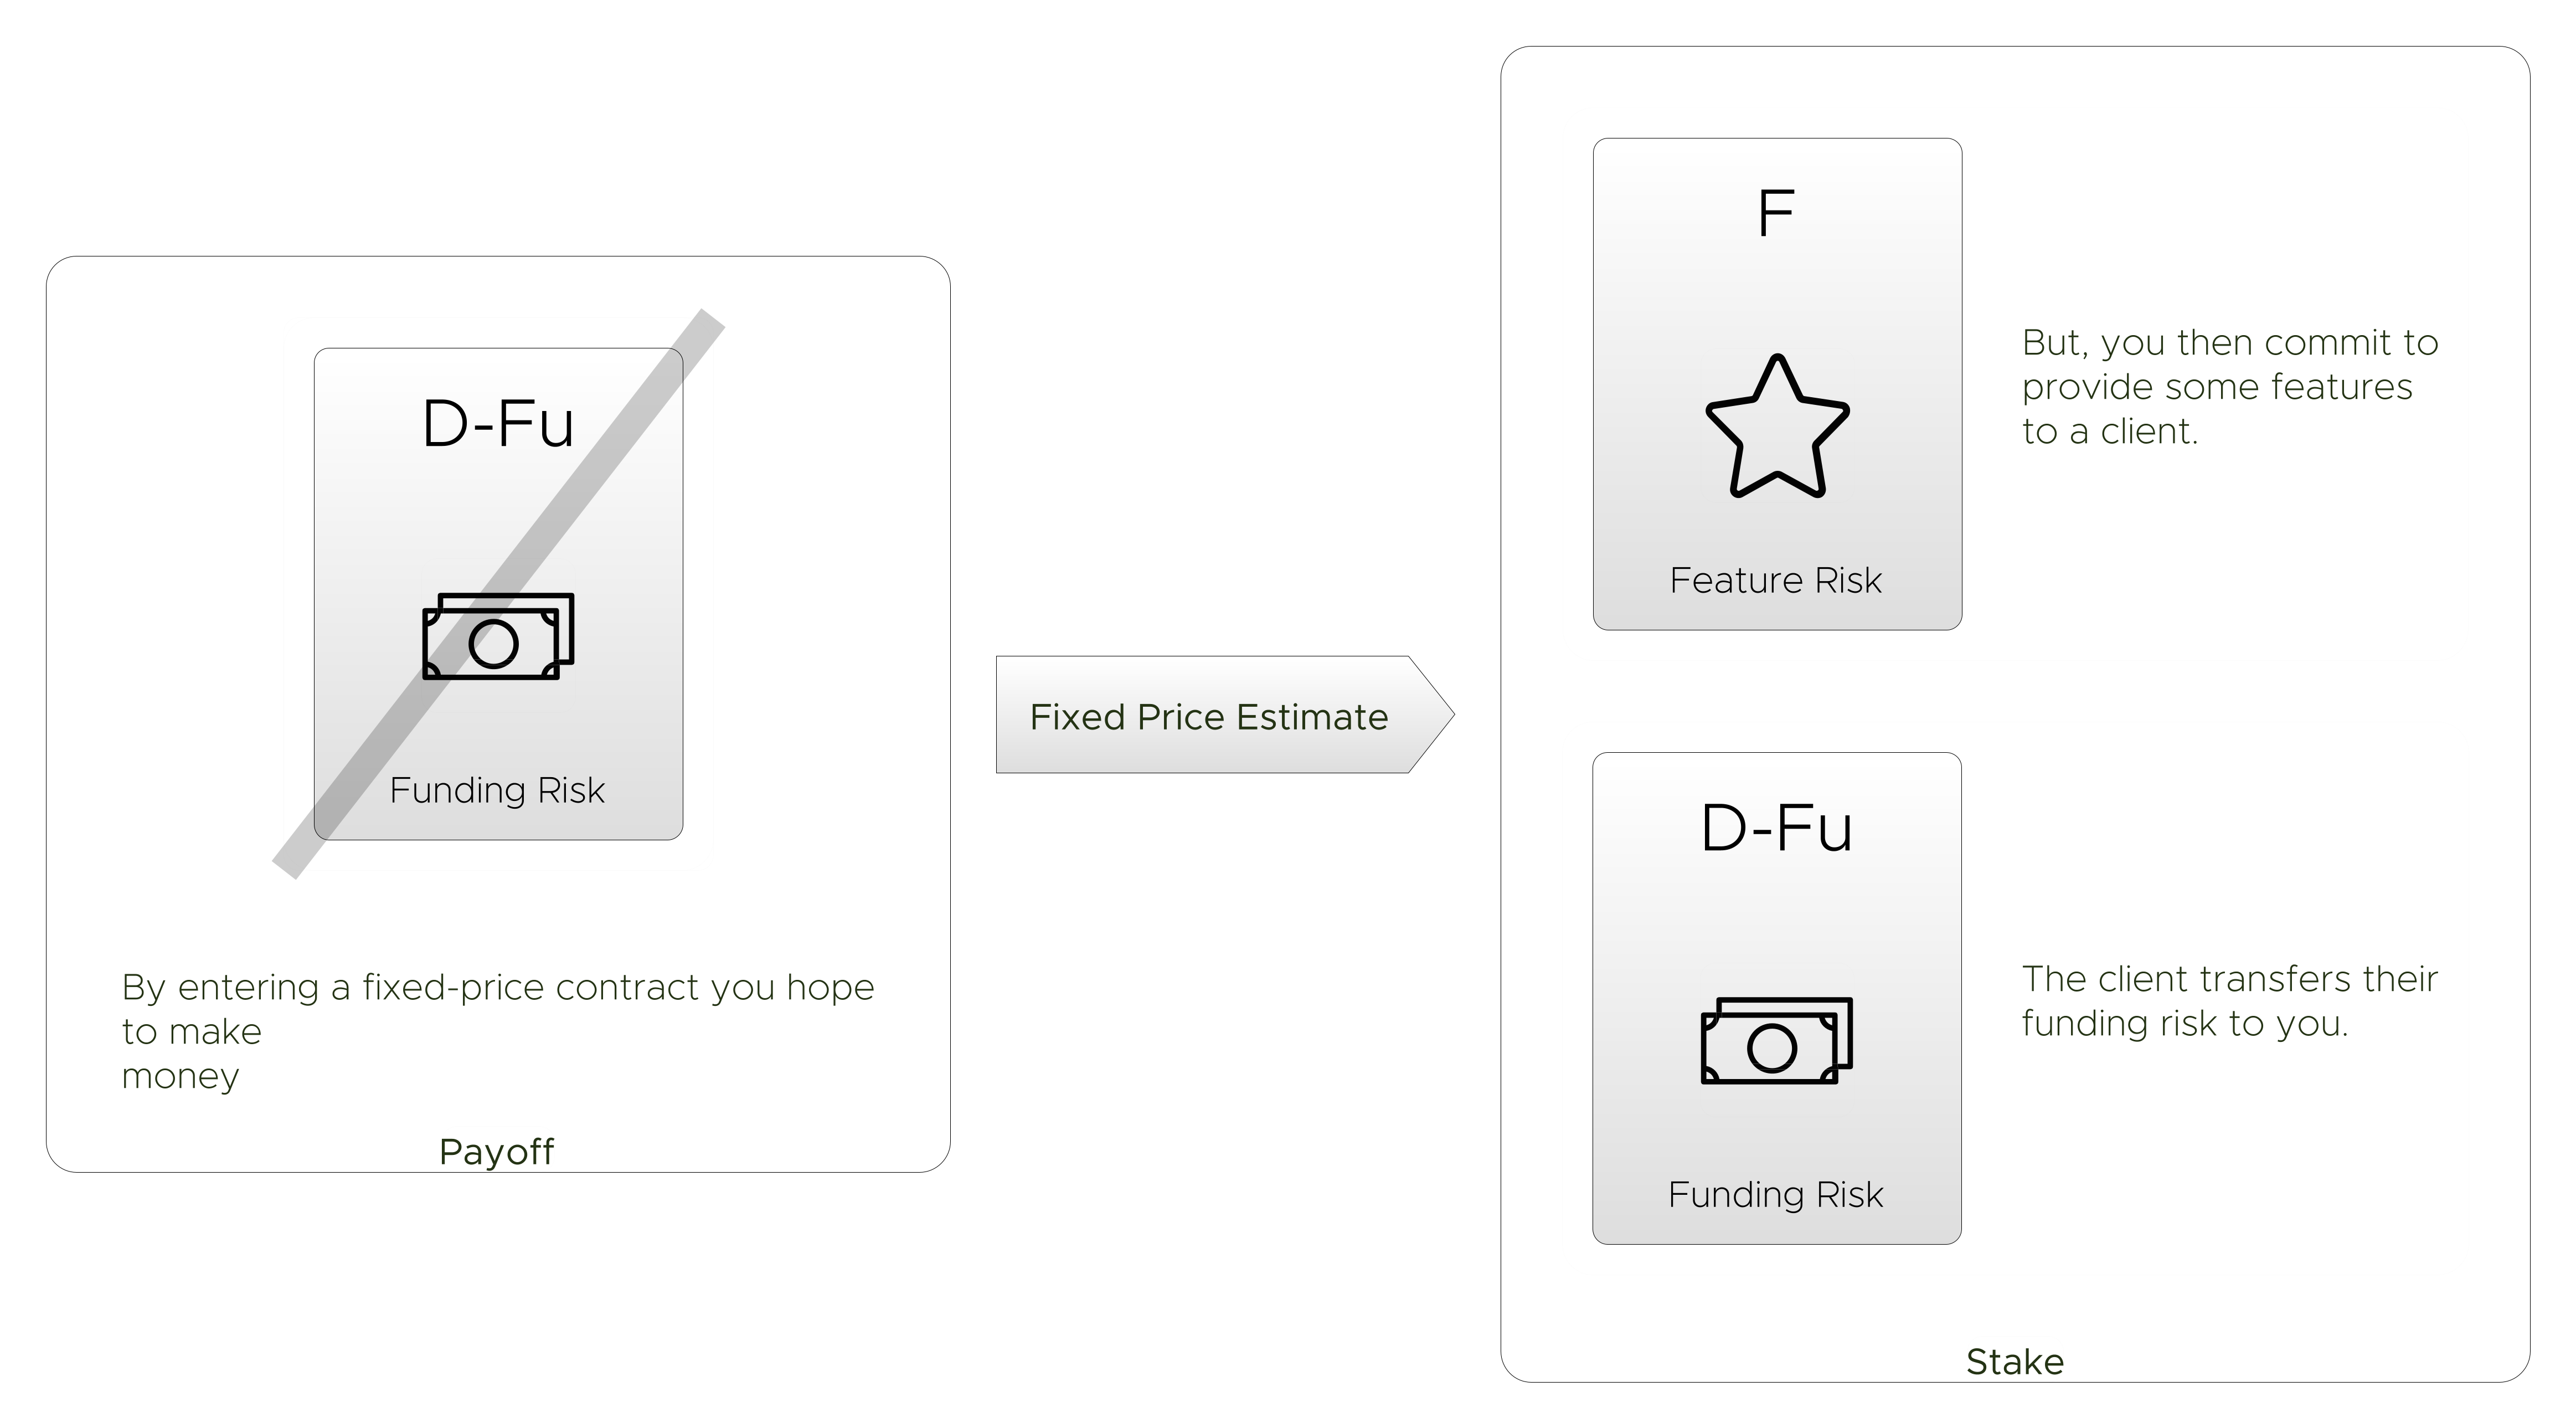 D-Fu
Funding Risk
By entering a fixed-price contract you hope
to make
money
Payoff
Fixed Price Estimate
F
Feature Risk
But, you then commit to
provide some features
to a client.
D-Fu
Funding Risk
The client transfers their
funding risk to you.
Stake